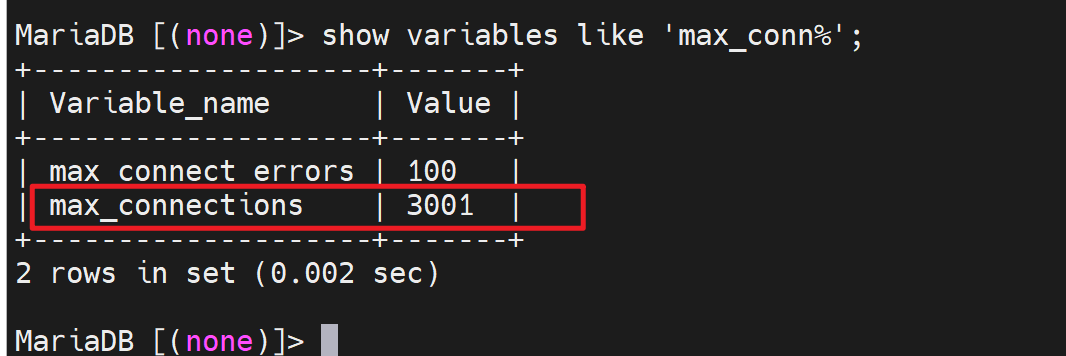 MariaDB [(none)]> show variables like 'max_conn%';
+--------------------+-------+
| Variable_name      | Value |
+--------------------+-------+
| max_connect_errors | 100   |
| max_connections    | 3001  |
+--------------------+-------+
2 rows in set (0.002 sec)
MariaDB [(none)]>